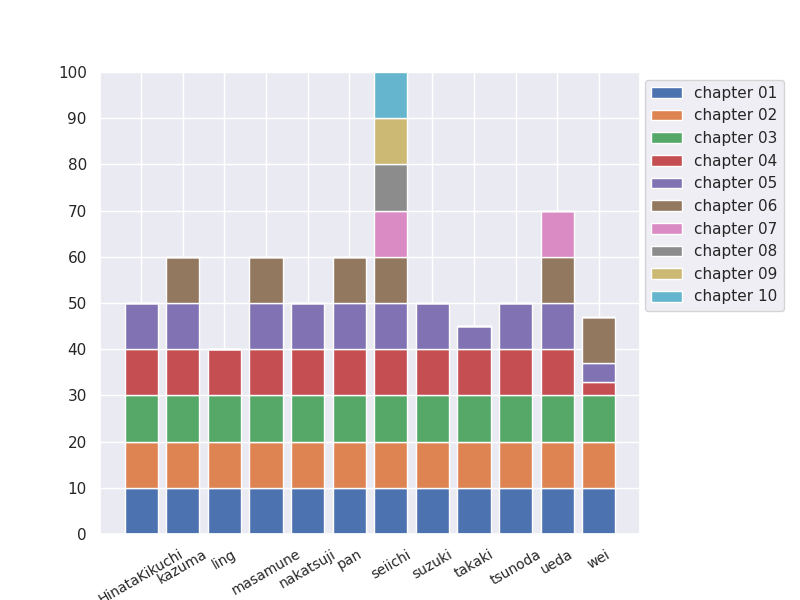 100
90
80
70
60
50
40
30
20
10
0
HinataKikuchi
kazuma
ling
masamune
nakatsuji
pan
seiichi
suzuki
takaki
tsunoda
ueda
wei
chapter 01
chapter 02
chapter 03
chapter 04
chapter 05
chapter 06
chapter 07
chapter 08
chapter 09
chapter 10